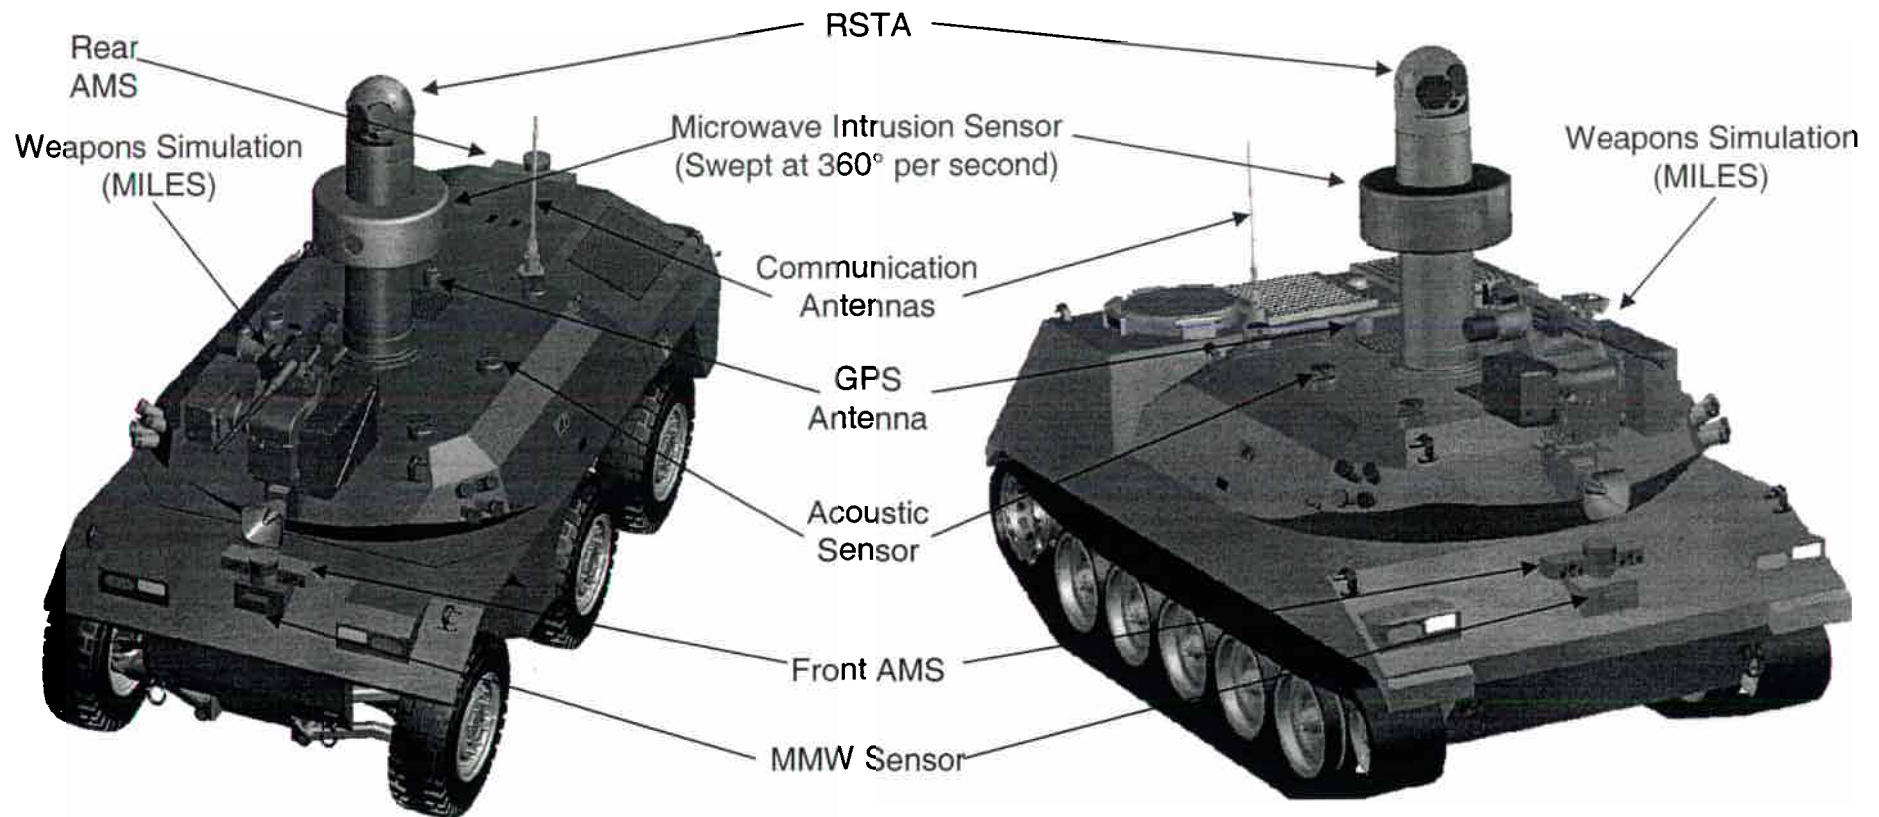 RSTA
Rear
AMS
Weapons Simulation
(MILES)
Microwave Intrusion Sensor
(Swept at 360° per second)
Weapons Simulation
(MILES)
Communication
Antennas
GPS
Antenna
Acoustic
Sensor
Front AMS
MMW Sensor